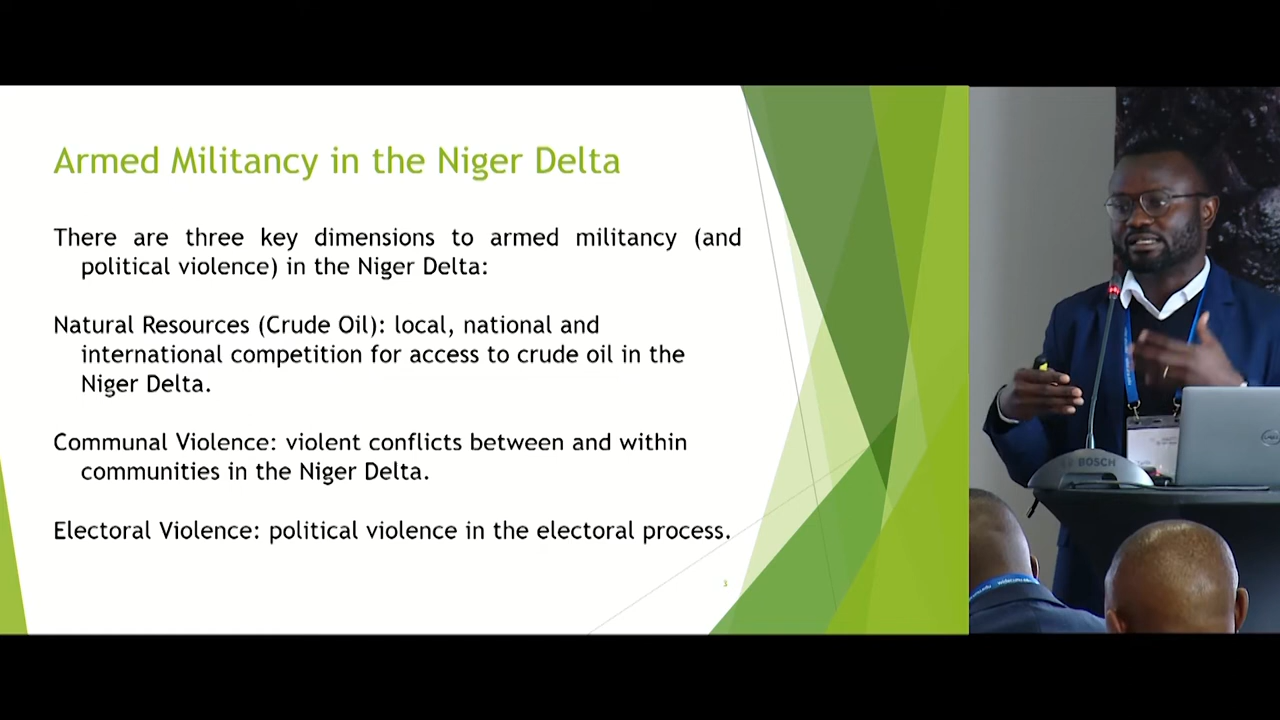 Armed Militancy in the Niger Delta
There are three key dimensions to armed militancy (and
political violence) in the Niger Delta:
Natural Resources (Crude Oil): local, national and
international competition for access to crude oil in the
Niger Delta.
Communal Violence: violent conflicts between and within
communities in the Niger Delta.
Electoral Violence: political violence in the electoral process.
3
BOSCH